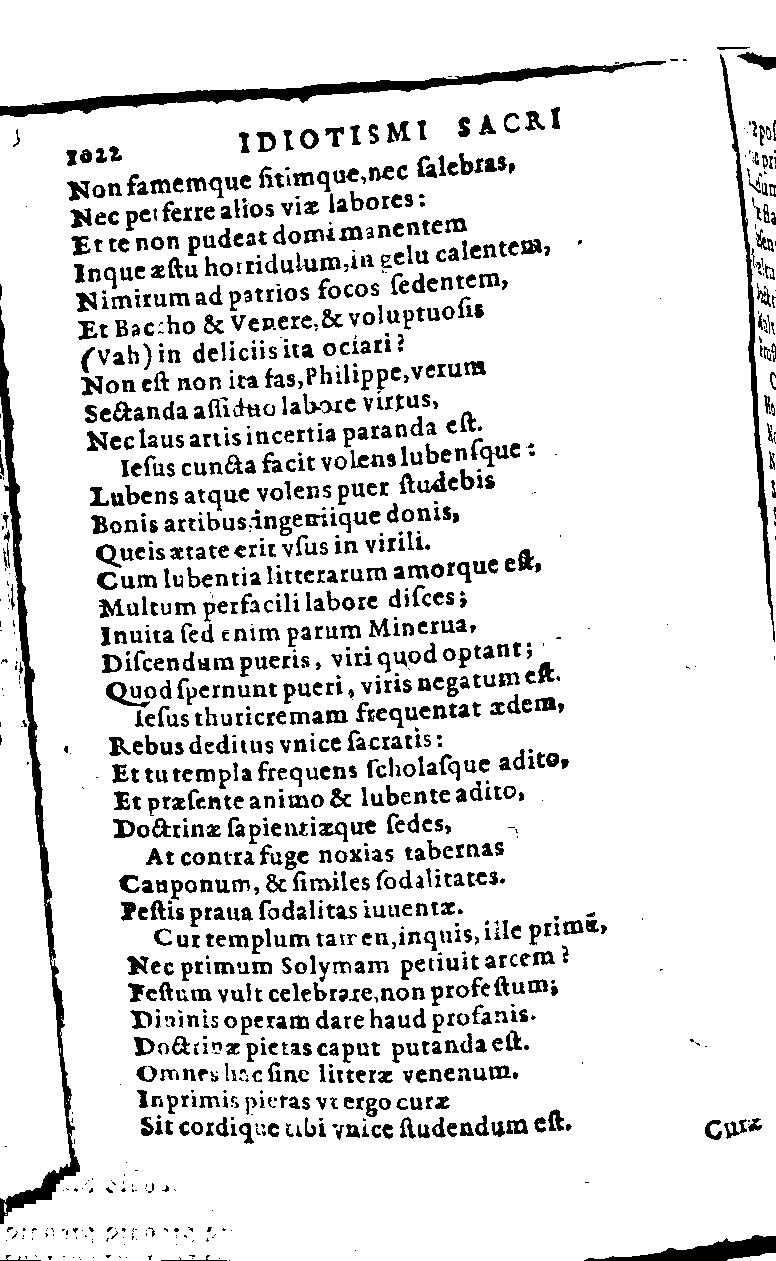 1022 IDIOTISMI SACRI
Non famemque ſitimque, nec ſalebras,
Nec perferre alios viæ labores:
Et te non pudeat domi manentem
Inque æſtu horridulum, in gelu calentem,
Nimirum ad patrios focos ſedentem,
Et Baccho & Venere, & voluptuoſis
(Vah) in deliciis ita ociari?
Non eſt non ita fas, Philippe, verum
Sectanda aſſiduo labore virtus,
Nec laus artis incertia paranda eſt.
Ieſus cuncta facit volens lubenſque:
Lubens atque volens puer ſtudebis
Bonis artibus, ingeniique donis,
Queis ætate erit vſus in virili.
Cum lubentia litterarum amorque eſt,
Multum perfacili labore diſces;
Inuita ſed enim parum Minerua,
Diſcendum pueris, viri quod optant;
Quod ſpernunt pueri, viris negatum eſt.
Ieſus thuricremam frequentat ædem,
Rebus deditus vnice ſacratis:
Et tu templa frequens ſcholaſque adito,
Et præſente animo & lubente adito,
Doctrinæ ſapientiæque ſedes,
At contra fuge noxias tabernas
Cauponum, & ſimiles ſodalitates.
Peſtis praua ſodalitas iuuentæ.
Cur templum tamen, inquis, ille primũ,
Nec primum Solymam petiuit arcem?
Feſtum vult celebrare, non profeſtum;
Diuinis operam dare haud profanis.
Doctrinæ pietas caput putanda eſt.
Omnes hac ſine litteræ venenum.
Inprimis pietas vt ergo curæ
Sit cordique tibi vnice ſtudendum eſt.
Curæ